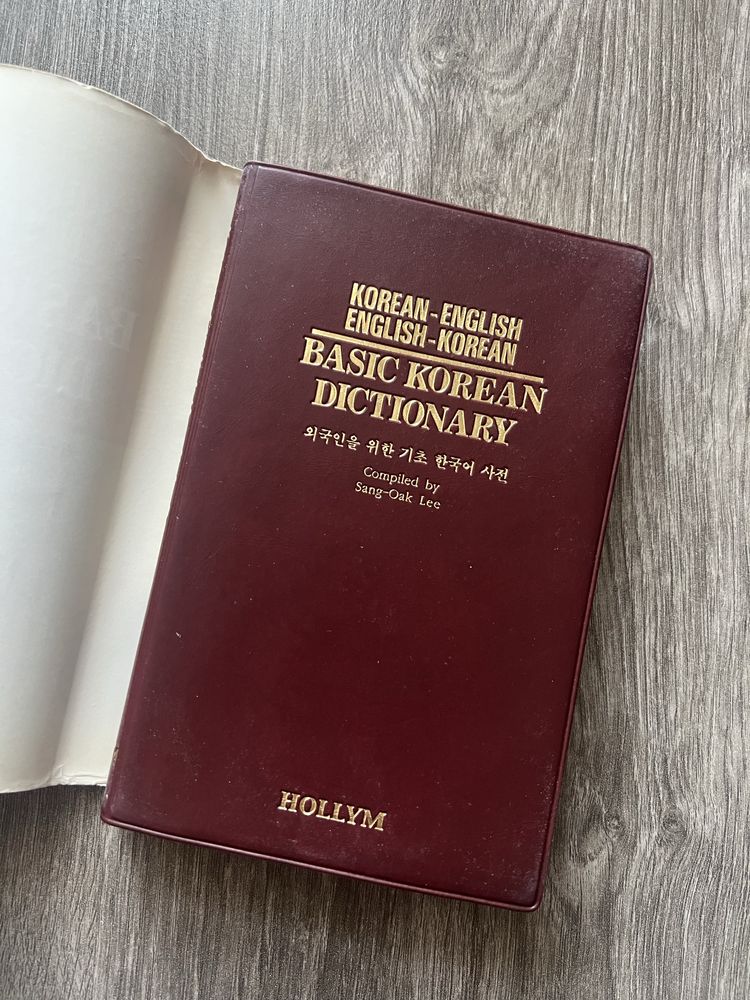 KOREAN-ENGLISH
ENGLISH-KOREAN
BASIC KOREAN
DICTIONARY
외국인을 위한 기초 한국어 사전
Compiled by
Sang-Oak Lee
HOLLYM